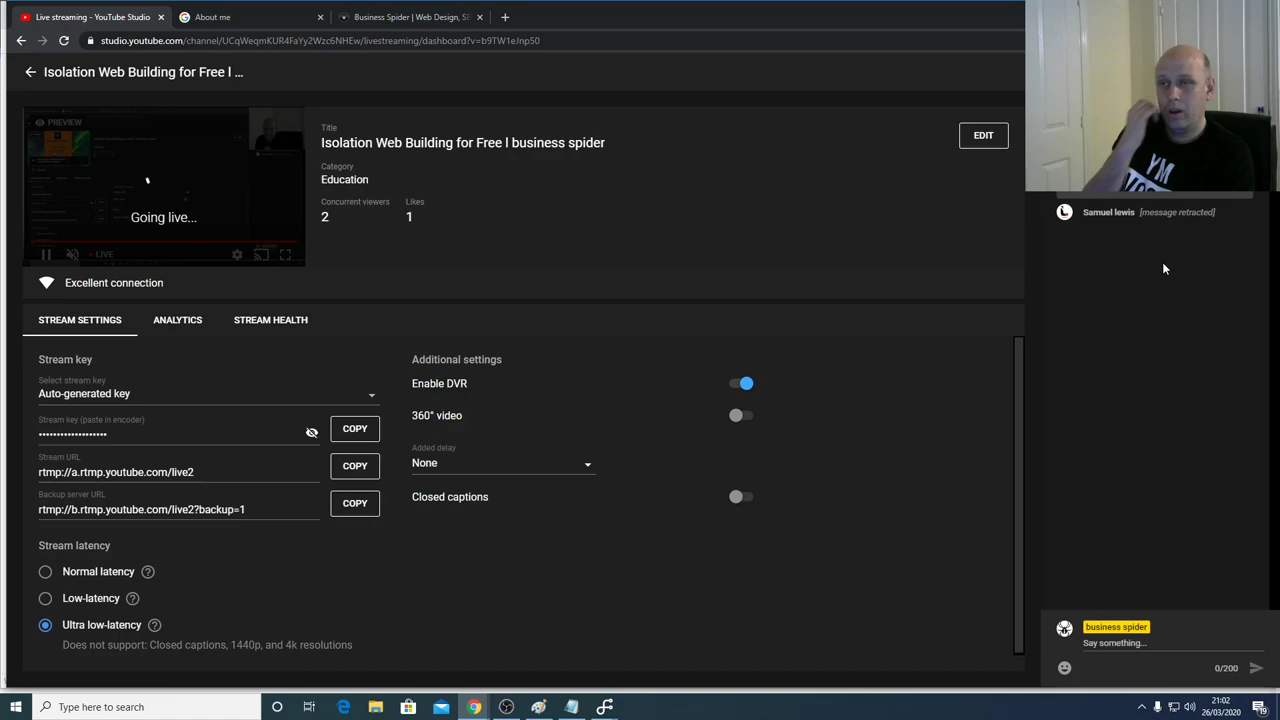 Live streaming - YouTube Studio
About me
Business Spider | Web Design, SE
studio.youtube.com/channel/UCqWeqmKUR4FaYy2Wzc6NHEw/livestreaming/dashboard?v=b9TW1eJnp50
Isolation Web Building for Free l ...
PREVIEW
Going live...
LIVE
Title
Isolation Web Building for Free l business spider
EDIT
Category
Education
Concurrent viewers
Likes
2
1
Excellent connection
STREAM SETTINGS
ANALYTICS
STREAM HEALTH
Stream key
Select stream key
Auto-generated key
Stream key (paste in encoder)
•••••••••••••••••••
COPY
Stream URL
rtmp://a.rtmp.youtube.com/live2
COPY
Backup server URL
rtmp://b.rtmp.youtube.com/live2?backup=1
COPY
Stream latency
Normal latency
Low-latency
Ultra low-latency
Does not support: Closed captions, 1440p, and 4k resolutions
Additional settings
Enable DVR
360° video
Added delay
None
Closed captions
YM
Samuel lewis [message retracted]
business spider
Say something...
0/200
Type here to search
21:02
26/03/2020